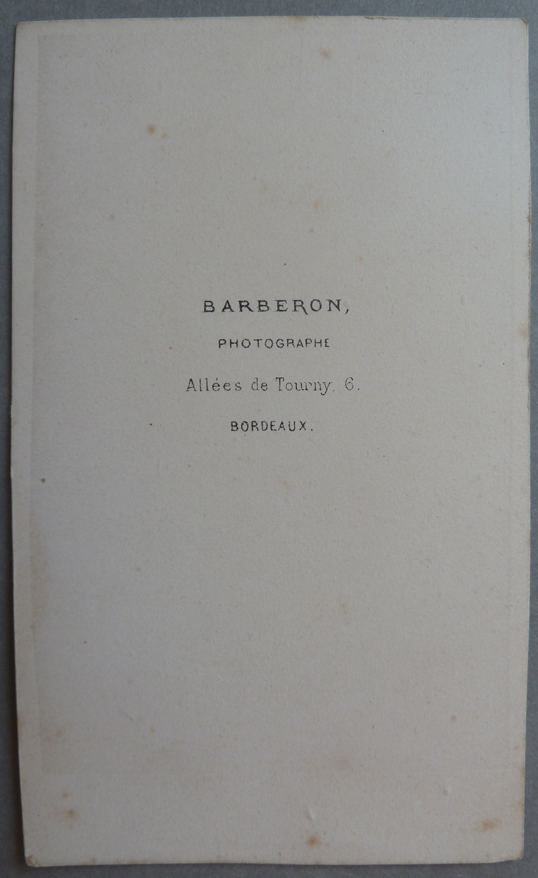 BARBERON,
PHOTOGRAPHE
Allées de Tourny, 6.
BORDEAUX.